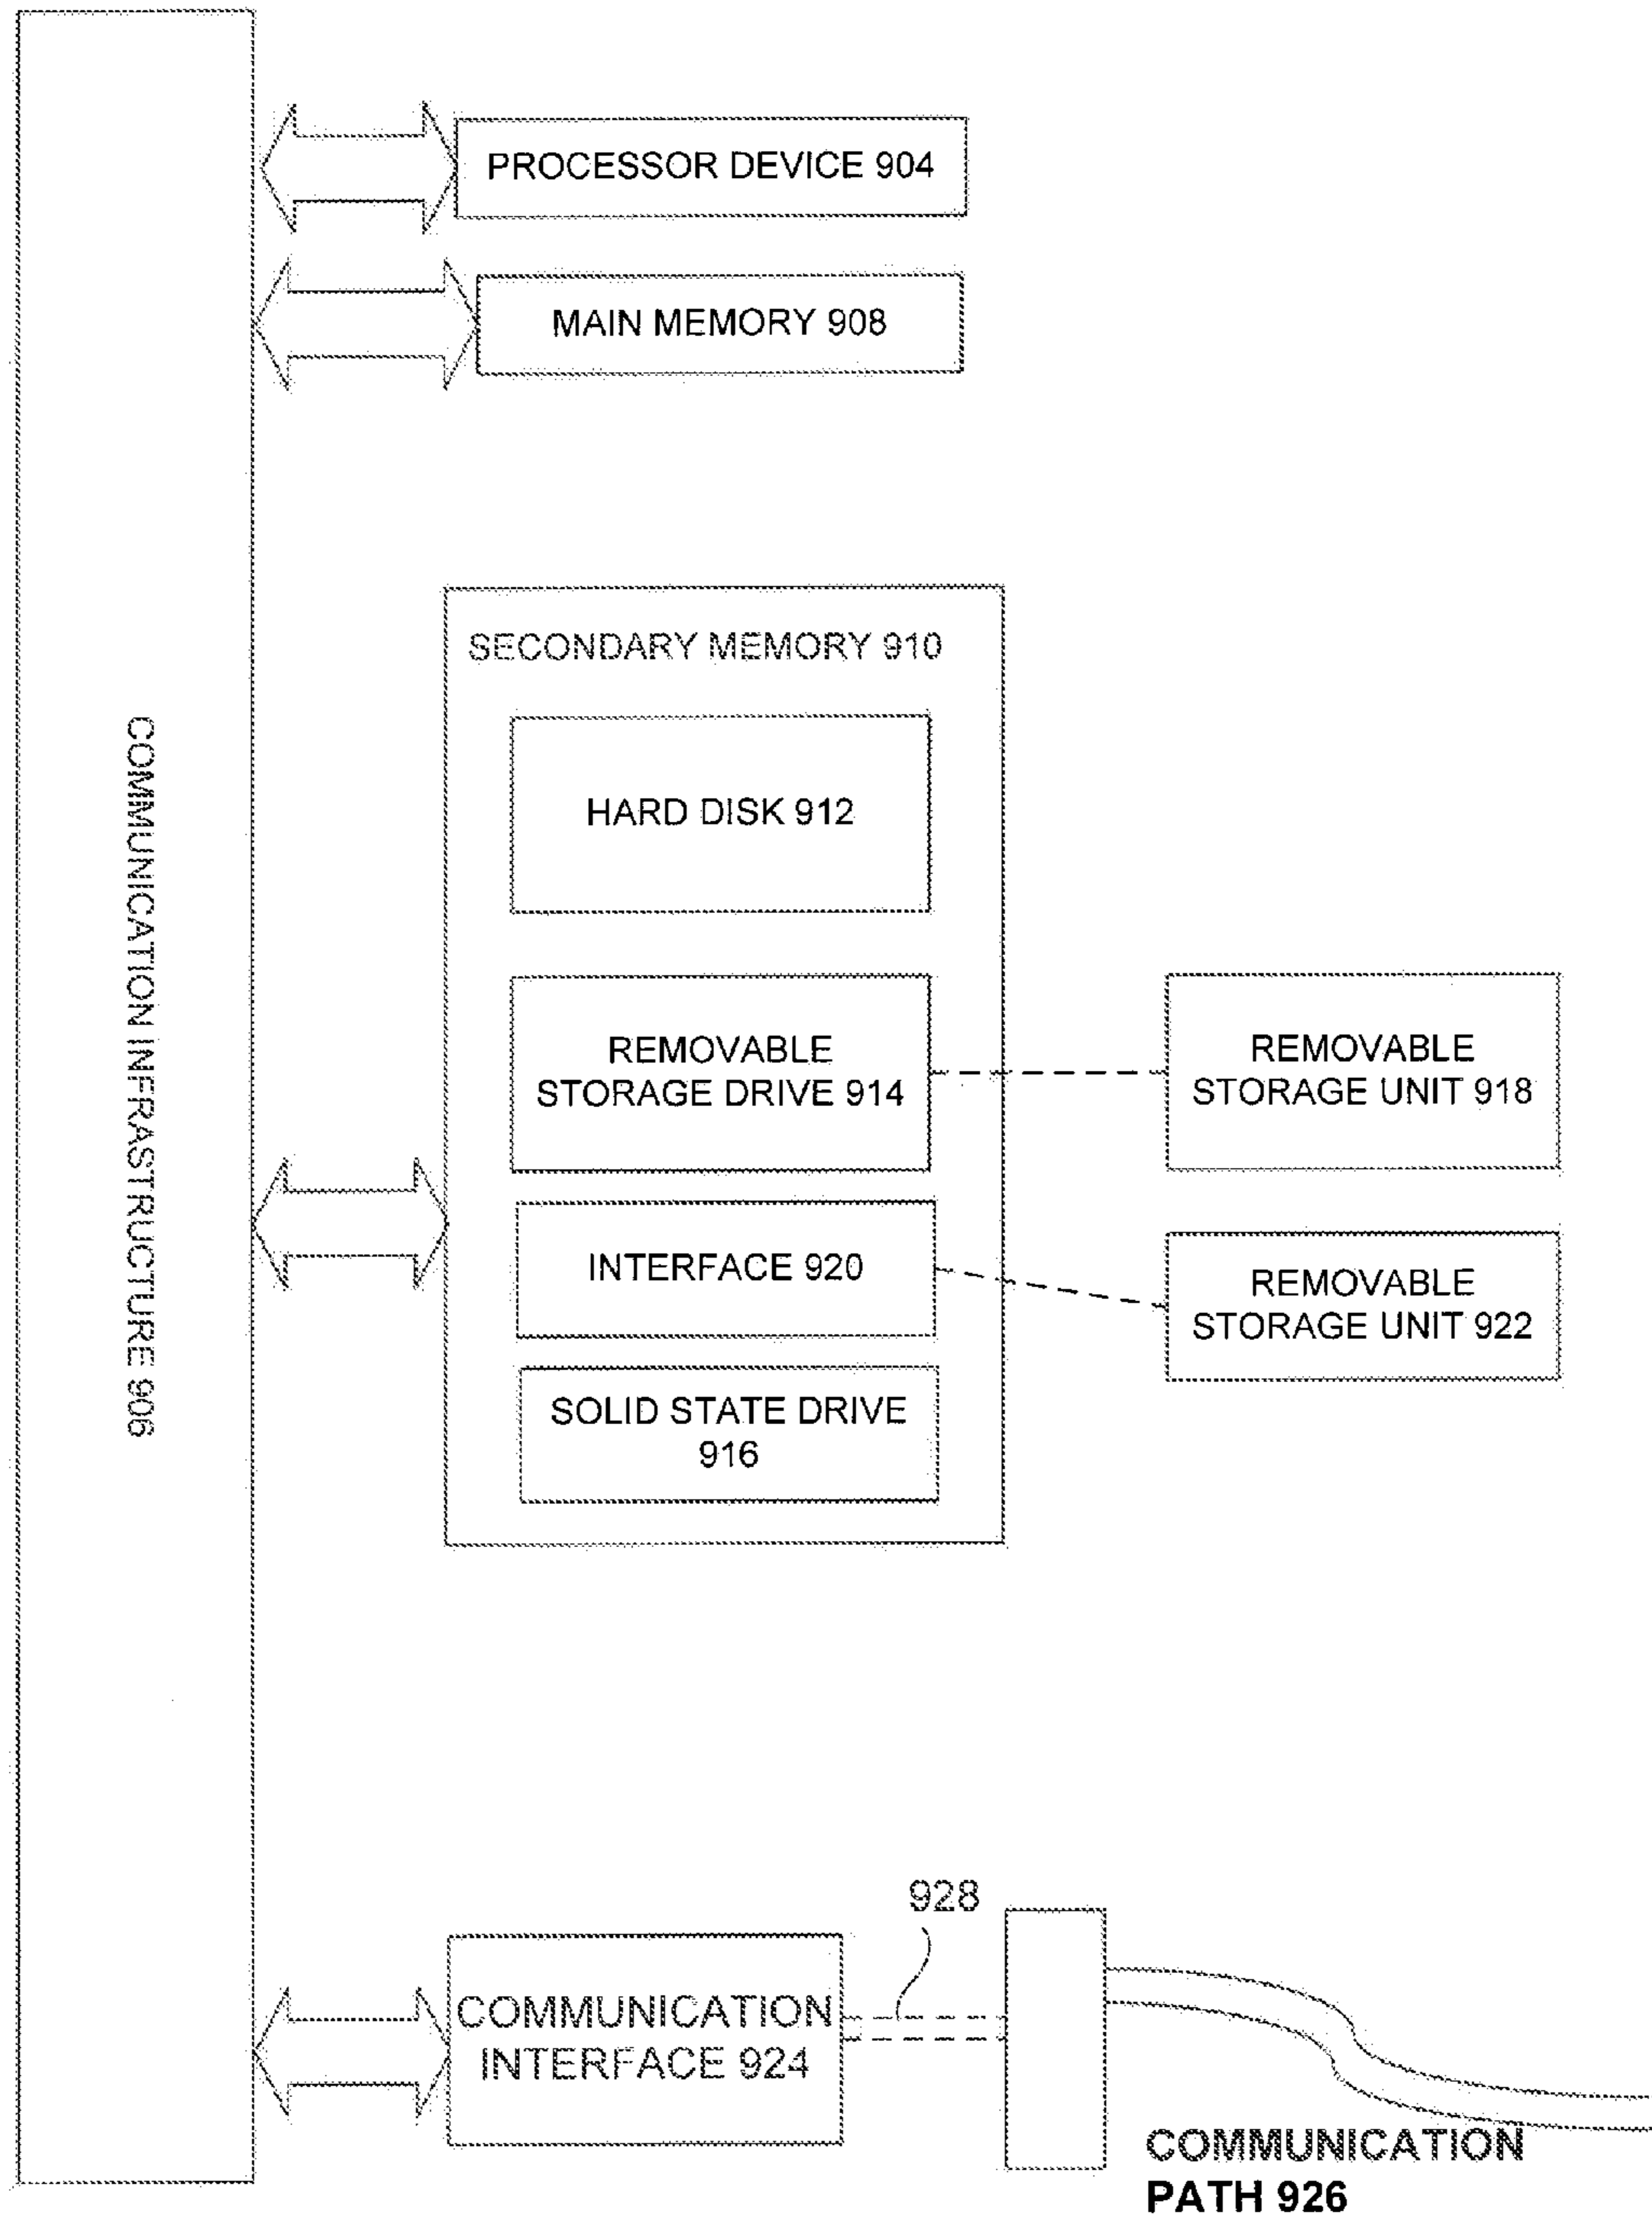 PROCESSOR DEVICE 904
MAIN MEMORY 908
COMMUNICATION INFRASTRUCTURE 906
SECONDARY MEMORY 910
HARD DISK 912
REMOVABLE
STORAGE DRIVE 914
REMOVABLE
STORAGE UNIT 918
INTERFACE 920
REMOVABLE
STORAGE UNIT 922
SOLID STATE DRIVE
916
928
COMMUNICATION
INTERFACE 924
COMMUNICATION
PATH 926